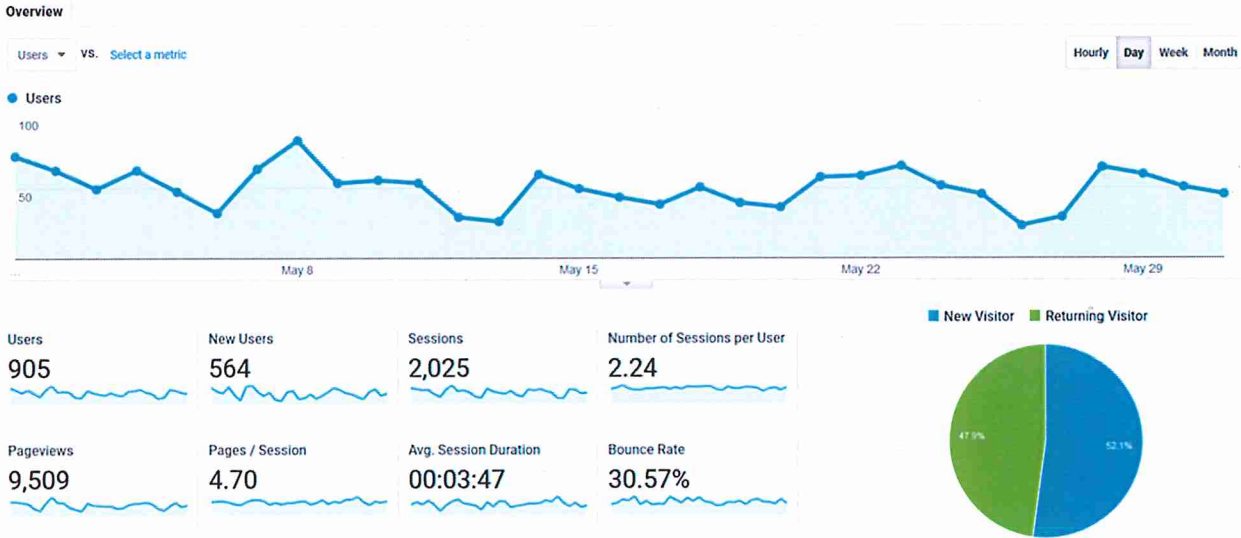 Overview
Users VS. Select a metric
Hourly Day Week Month
Users
100
50
... May 8 May 15 May 22 May 29
New Visitor Returning Visitor
Users New Users Sessions Number of Sessions per User
905 564 2,025 2.24
Pageviews Pages / Session Avg. Session Duration Bounce Rate
9,509 4.70 00:03:47 30.57%
47.9% 52.1%